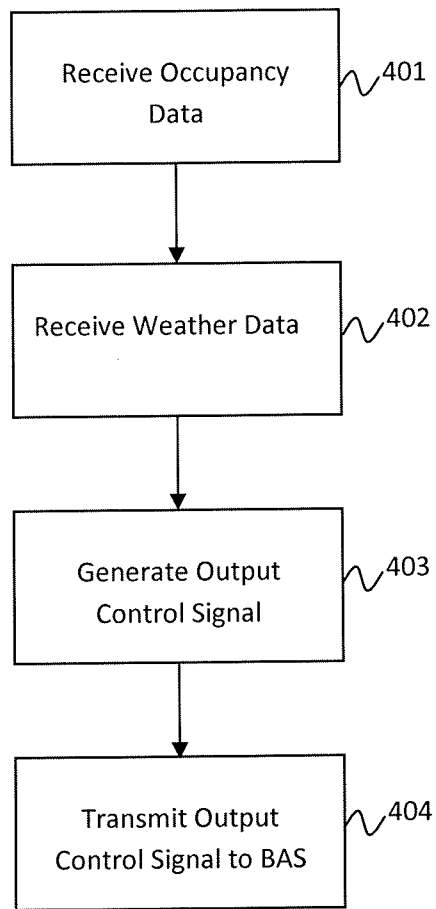 Receive Occupancy
Data
401
Receive Weather Data
402
Generate Output
Control Signal
403
Transmit Output
Control Signal to BAS
404